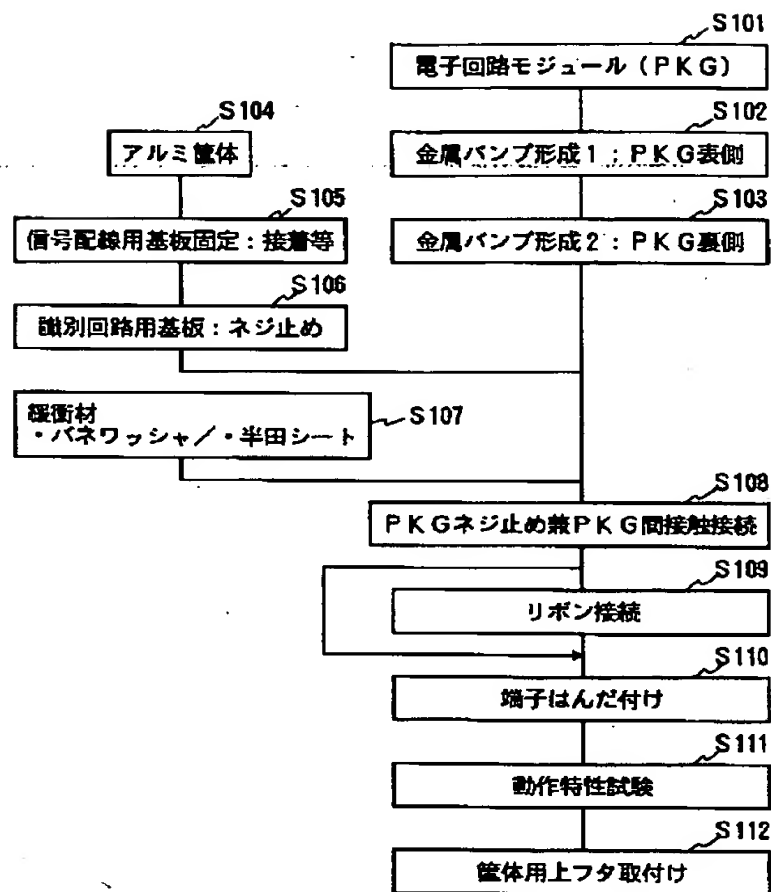 S101
電子回路モジュール（PKG）
S102
金属バンプ形成1：PKG表側
S103
金属バンプ形成2：PKG裏側
S104
アルミ筐体
S105
信号配線用基板固定：接着等
S106
識別回路用基板：ネジ止め
S107
緩衝材
・バネワッシャ／・半田シート
S108
PKGネジ止め兼PKG間接触接続
S109
リボン接続
S110
端子はんだ付け
S111
動作特性試験
S112
筐体用上フタ取付け